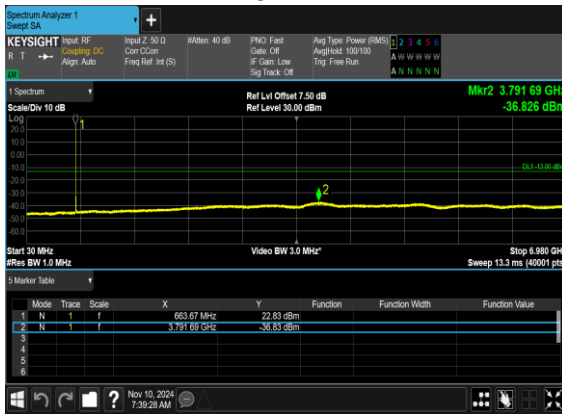 Spectrum Analyzer 1
Swept SA
KEYSIGHT
R T
Input: RF
Coupling: DC
Align: Auto
Input Z: 50 Ω
Corr CCorr
Freq Ref: Int (S)
#Atten: 40 dB
PNO: Fast
Gate: Off
IF Gain: Low
Sig Track: Off
Avg Type: Power (RMS)
Avg|Hold: 100/100
Trig: Free Run
1 2 3 4 5 6
A W W W W W
A N N N N N
1 Spectrum
Scale/Div 10 dB
Ref Lvl Offset 7.50 dB
Ref Level 30.00 dBm
Mkr2 3.791 69 GHz
-36.826 dBm
Log
20.0
10.0
0.00
-10.0
-20.0
-30.0
-40.0
-50.0
-60.0
1
2
DL1 -13.00 dB
Start 30 MHz
#Res BW 1.0 MHz
Video BW 3.0 MHz*
Stop 6.980 GH
Sweep 13.3 ms (40001 pts
5 Marker Table
Mode Trace Scale X Y Function Function Width Function Value
1 N 1 f 663.67 MHz 22.83 dBm
2 N 1 f 3.791 69 GHz -36.83 dBm
3
4
5
6
?
Nov 10, 2024
7:39:28 AM